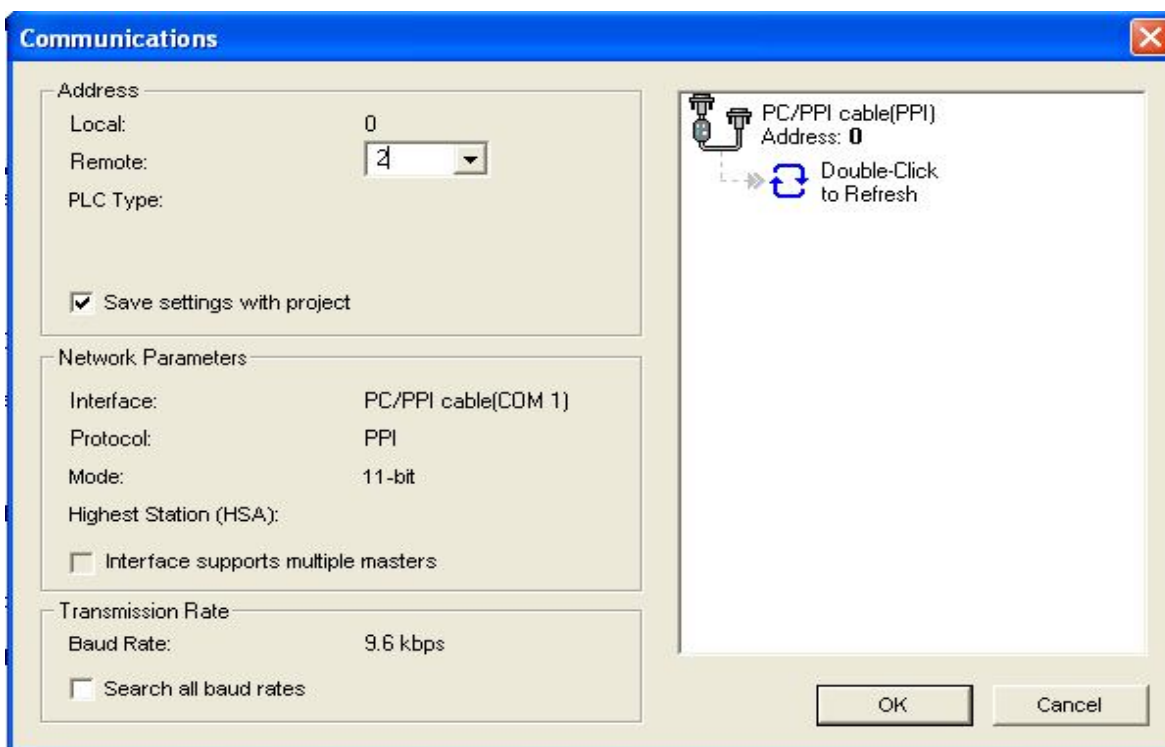 Communications
Address
Local: 0
Remote: 2
PLC Type:
Save settings with project
Network Parameters
Interface: PC/PPI cable(COM 1)
Protocol: PPI
Mode: 11-bit
Highest Station (HSA):
Interface supports multiple masters
Transmission Rate
Baud Rate: 9.6 kbps
Search all baud rates
PC/PPI cable(PPI)
Address: 0
Double-Click
to Refresh
OK
Cancel